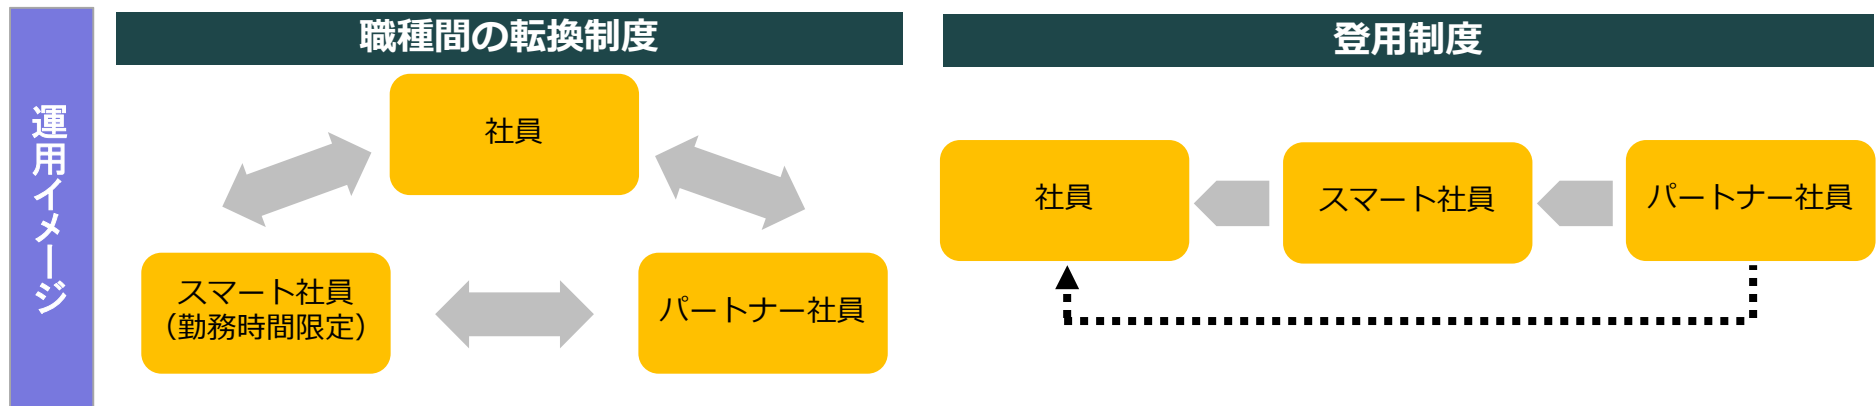 運用イメージ
職種間の転換制度
社員
スマート社員
（勤務時間限定）
パートナー社員
登用制度
社員
スマート社員
パートナー社員